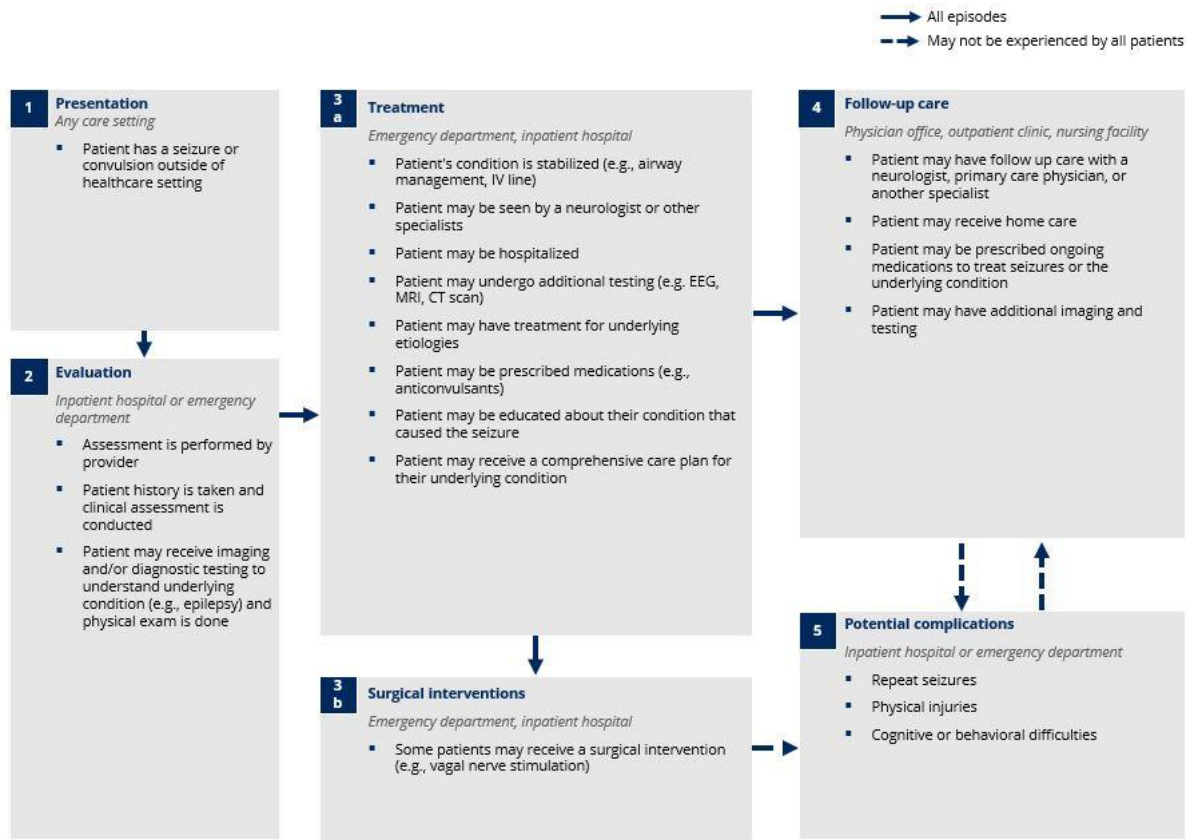 All episodes
May not be experienced by all patients
1
Presentation
Any care setting
▪ Patient has a seizure or
convulsion outside of
healthcare setting
2
Evaluation
Inpatient hospital or emergency
department
▪ Assessment is performed by
provider
▪ Patient history is taken and
clinical assessment is
conducted
▪ Patient may receive imaging
and/or diagnostic testing to
understand underlying
condition (e.g., epilepsy) and
physical exam is done
3
a
Treatment
Emergency department, inpatient hospital
▪ Patient's condition is stabilized (e.g., airway
management, IV line)
▪ Patient may be seen by a neurologist or other
specialists
▪ Patient may be hospitalized
▪ Patient may undergo additional testing (e.g. EEG,
MRI, CT scan)
▪ Patient may have treatment for underlying
etiologies
▪ Patient may be prescribed medications (e.g.,
anticonvulsants)
▪ Patient may be educated about their condition that
caused the seizure
▪ Patient may receive a comprehensive care plan for
their underlying condition
3
b
Surgical interventions
Emergency department, inpatient hospital
▪ Some patients may receive a surgical intervention
(e.g., vagal nerve stimulation)
4
Follow-up care
Physician office, outpatient clinic, nursing facility
▪ Patient may have follow up care with a
neurologist, primary care physician, or
another specialist
▪ Patient may receive home care
▪ Patient may be prescribed ongoing
medications to treat seizures or the
underlying condition
▪ Patient may have additional imaging and
testing
5
Potential complications
Inpatient hospital or emergency department
▪ Repeat seizures
▪ Physical injuries
▪ Cognitive or behavioral difficulties